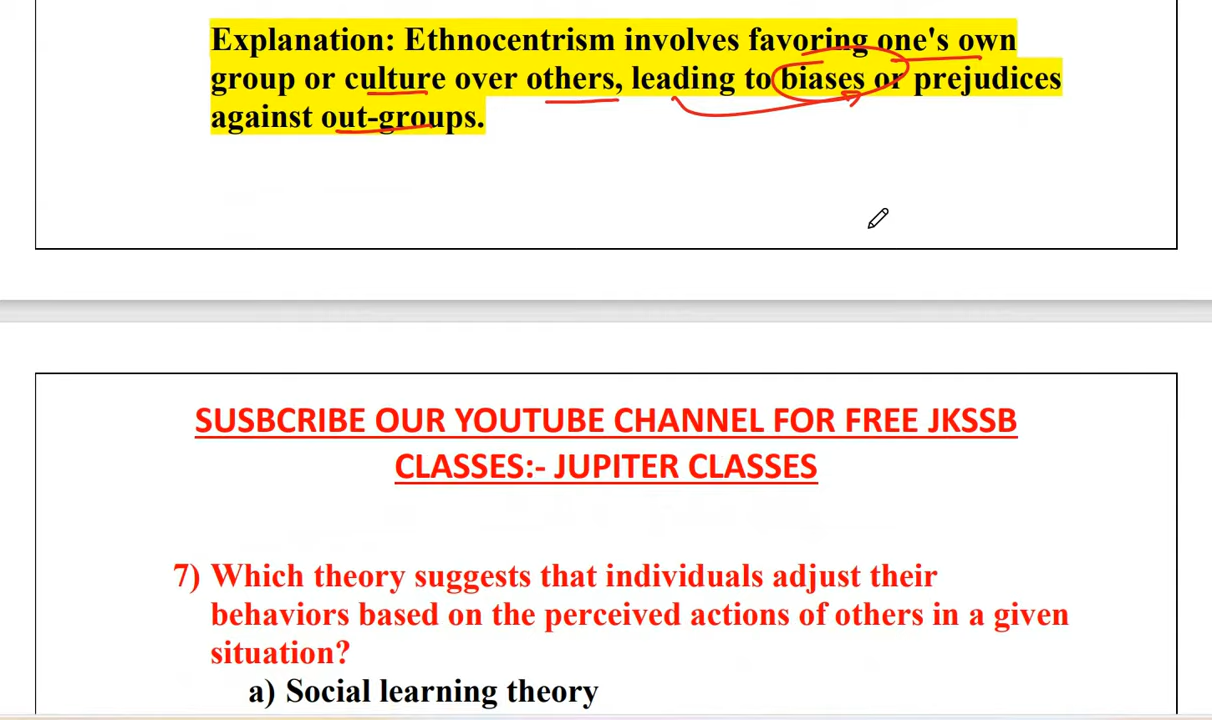 Explanation: Ethnocentrism involves favoring one's own
group or culture over others, leading to biases or prejudices
against out-groups.
SUSBCRIBE OUR YOUTUBE CHANNEL FOR FREE JKSSB
CLASSES:- JUPITER CLASSES
7) Which theory suggests that individuals adjust their
behaviors based on the perceived actions of others in a given
situation?
a) Social learning theory